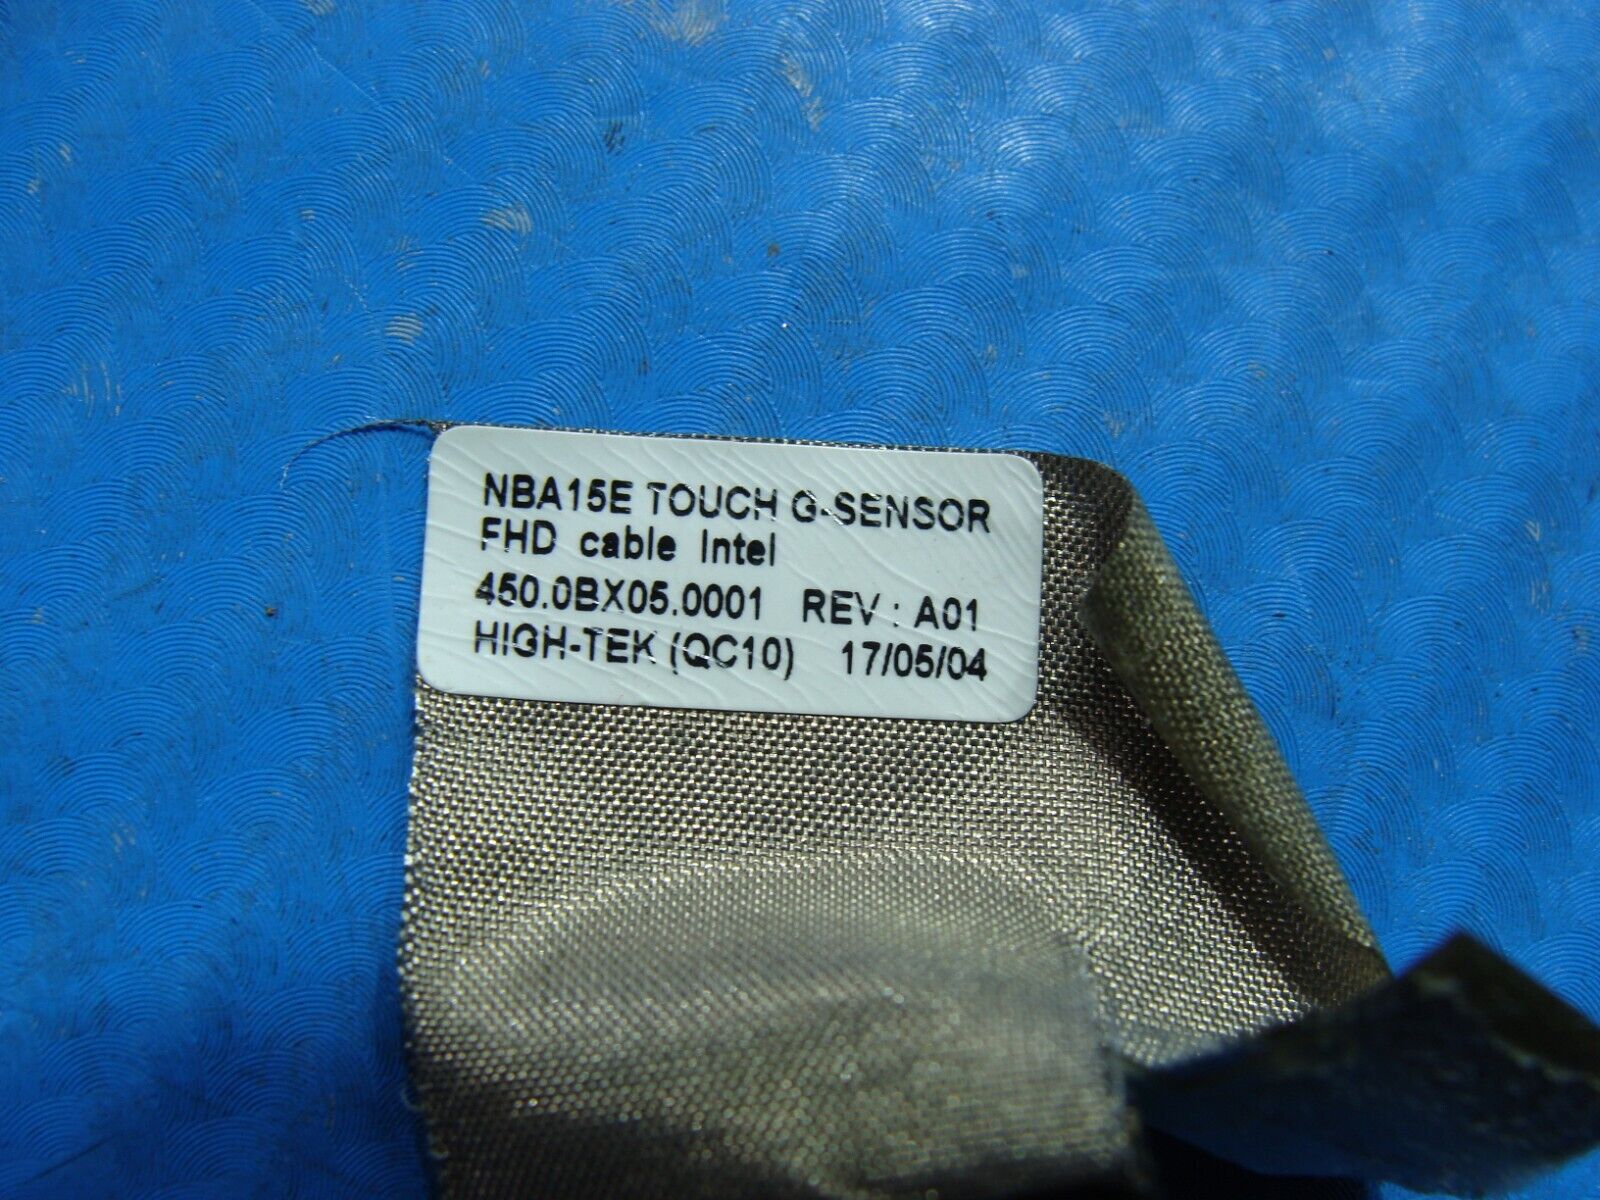 NBA15E TOUCH G-SENSOR
FHD cable Intel
450.0BX05.0001 REV : A01
HIGH-TEK (QC10) 17/05/04